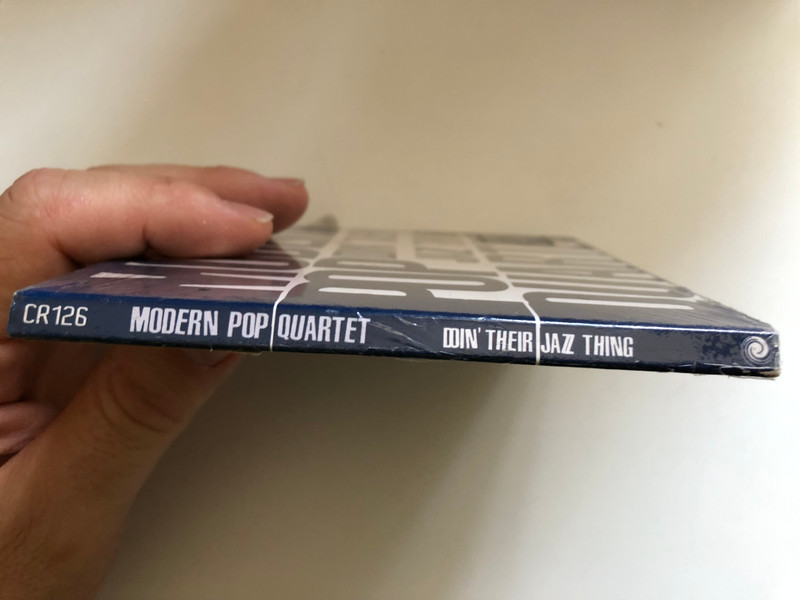 CR126 MODERN POP QUARTET DOIN' THEIR JAZZ THING